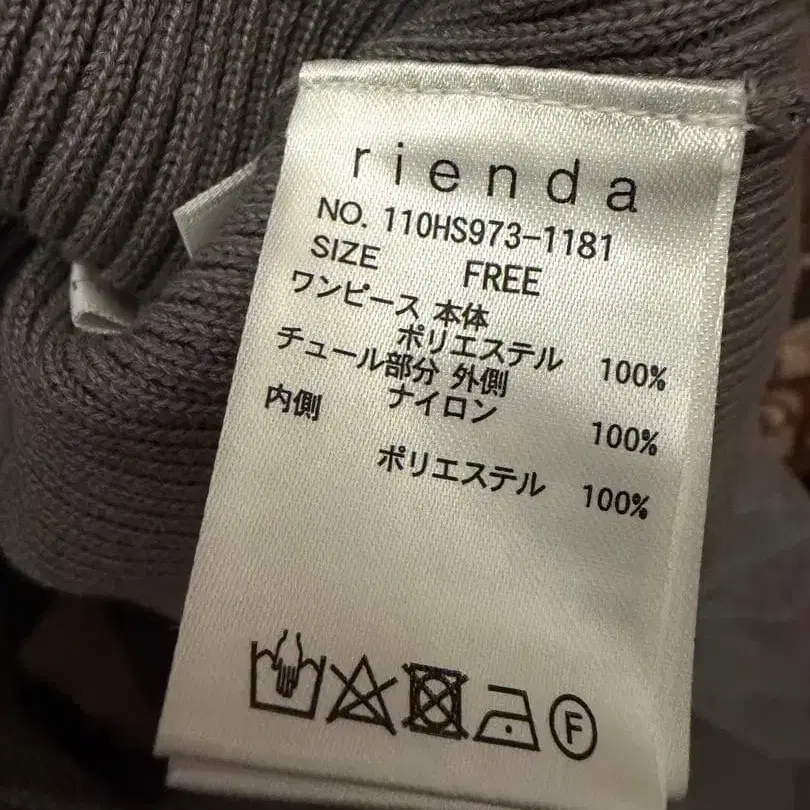 rienda
NO. 110HS973-1181
SIZE FREE
ワンピース 本体
ポリエステル 100%
チュール部分 外側
ナイロン 100%
内側
ポリエステル 100%
F